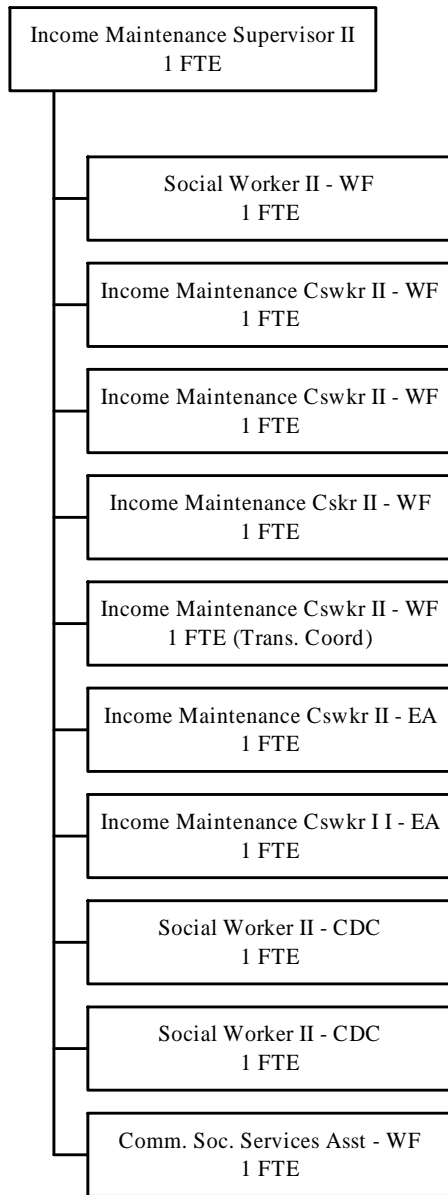 Income Maintenance Supervisor II
1 FTE
Social Worker II - WF
1 FTE
Income Maintenance Cswkr II - WF
1 FTE
Income Maintenance Cswkr II - WF
1 FTE
Income Maintenance Cskr II - WF
1 FTE
Income Maintenance Cswkr II - WF
1 FTE (Trans. Coord)
Income Maintenance Cswkr II - EA
1 FTE
Income Maintenance Cswkr I I - EA
1 FTE
Social Worker II - CDC
1 FTE
Social Worker II - CDC
1 FTE
Comm. Soc. Services Asst - WF
1 FTE